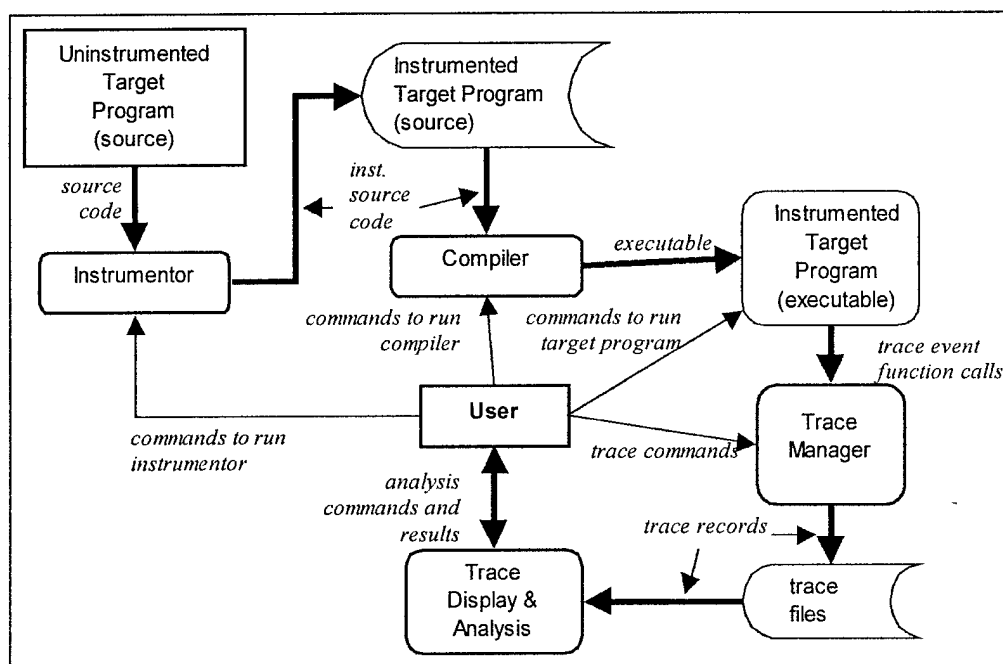 Uninstrumented
Target
Program
(source)
Instrumented
Target Program
(source)
source
code
inst.
source
code
Instrumentor
Compiler
executable
Instrumented
Target
Program
(executable)
commands to run
compiler
commands to run
target program
trace event
function calls
User
commands to run
instrumentor
trace commands
Trace
Manager
analysis
commands and
results
trace records
Trace
Display &
Analysis
trace
files